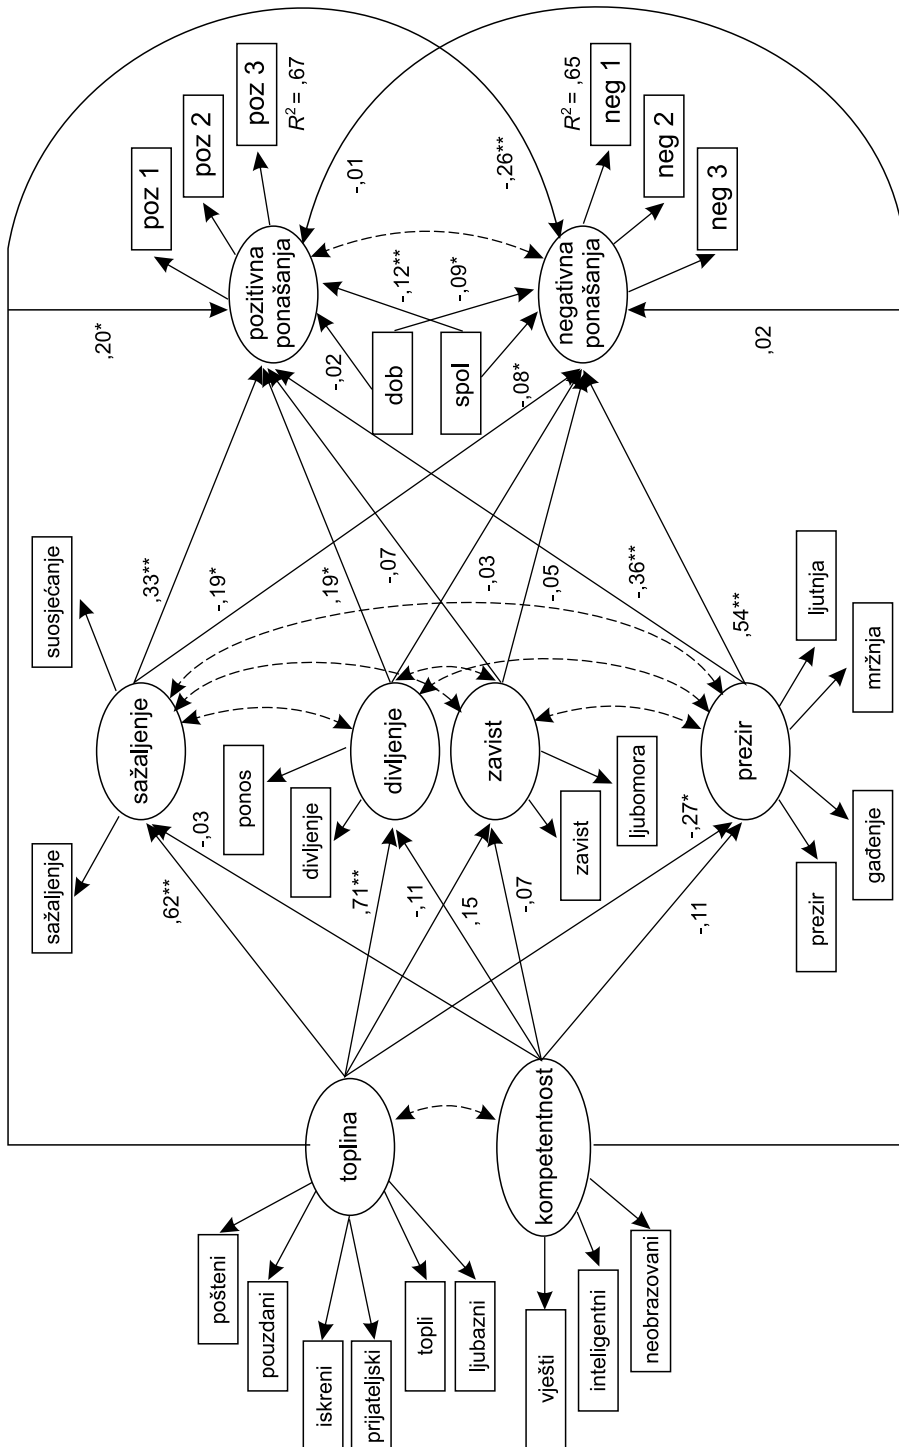 pošteni
pouzdani
iskreni
prijateljski
topli
ljubazni
vješti
inteligentni
neobrazovani
toplina
kompetentnost
,62**
-,03
,71**
-,11
,15
-,07
-,27*
-,11
sažaljenje
suosjećanje
sažaljenje
ponos
divljenje
divljenje
zavist
zavist
ljubomora
prezir
prezir
gađenje
mržnja
ljutnja
,33**
-,19*
,19*
-,07
-,03
-,05
-,36**
,54**
,20*
-,02
dob
spol
-,12**
-,09*
-,08*
,02
pozitivna
ponašanja
negativna
ponašanja
-,01
-,26**
poz 1
poz 2
poz 3
R² = ,67
R² = ,65
neg 1
neg 2
neg 3